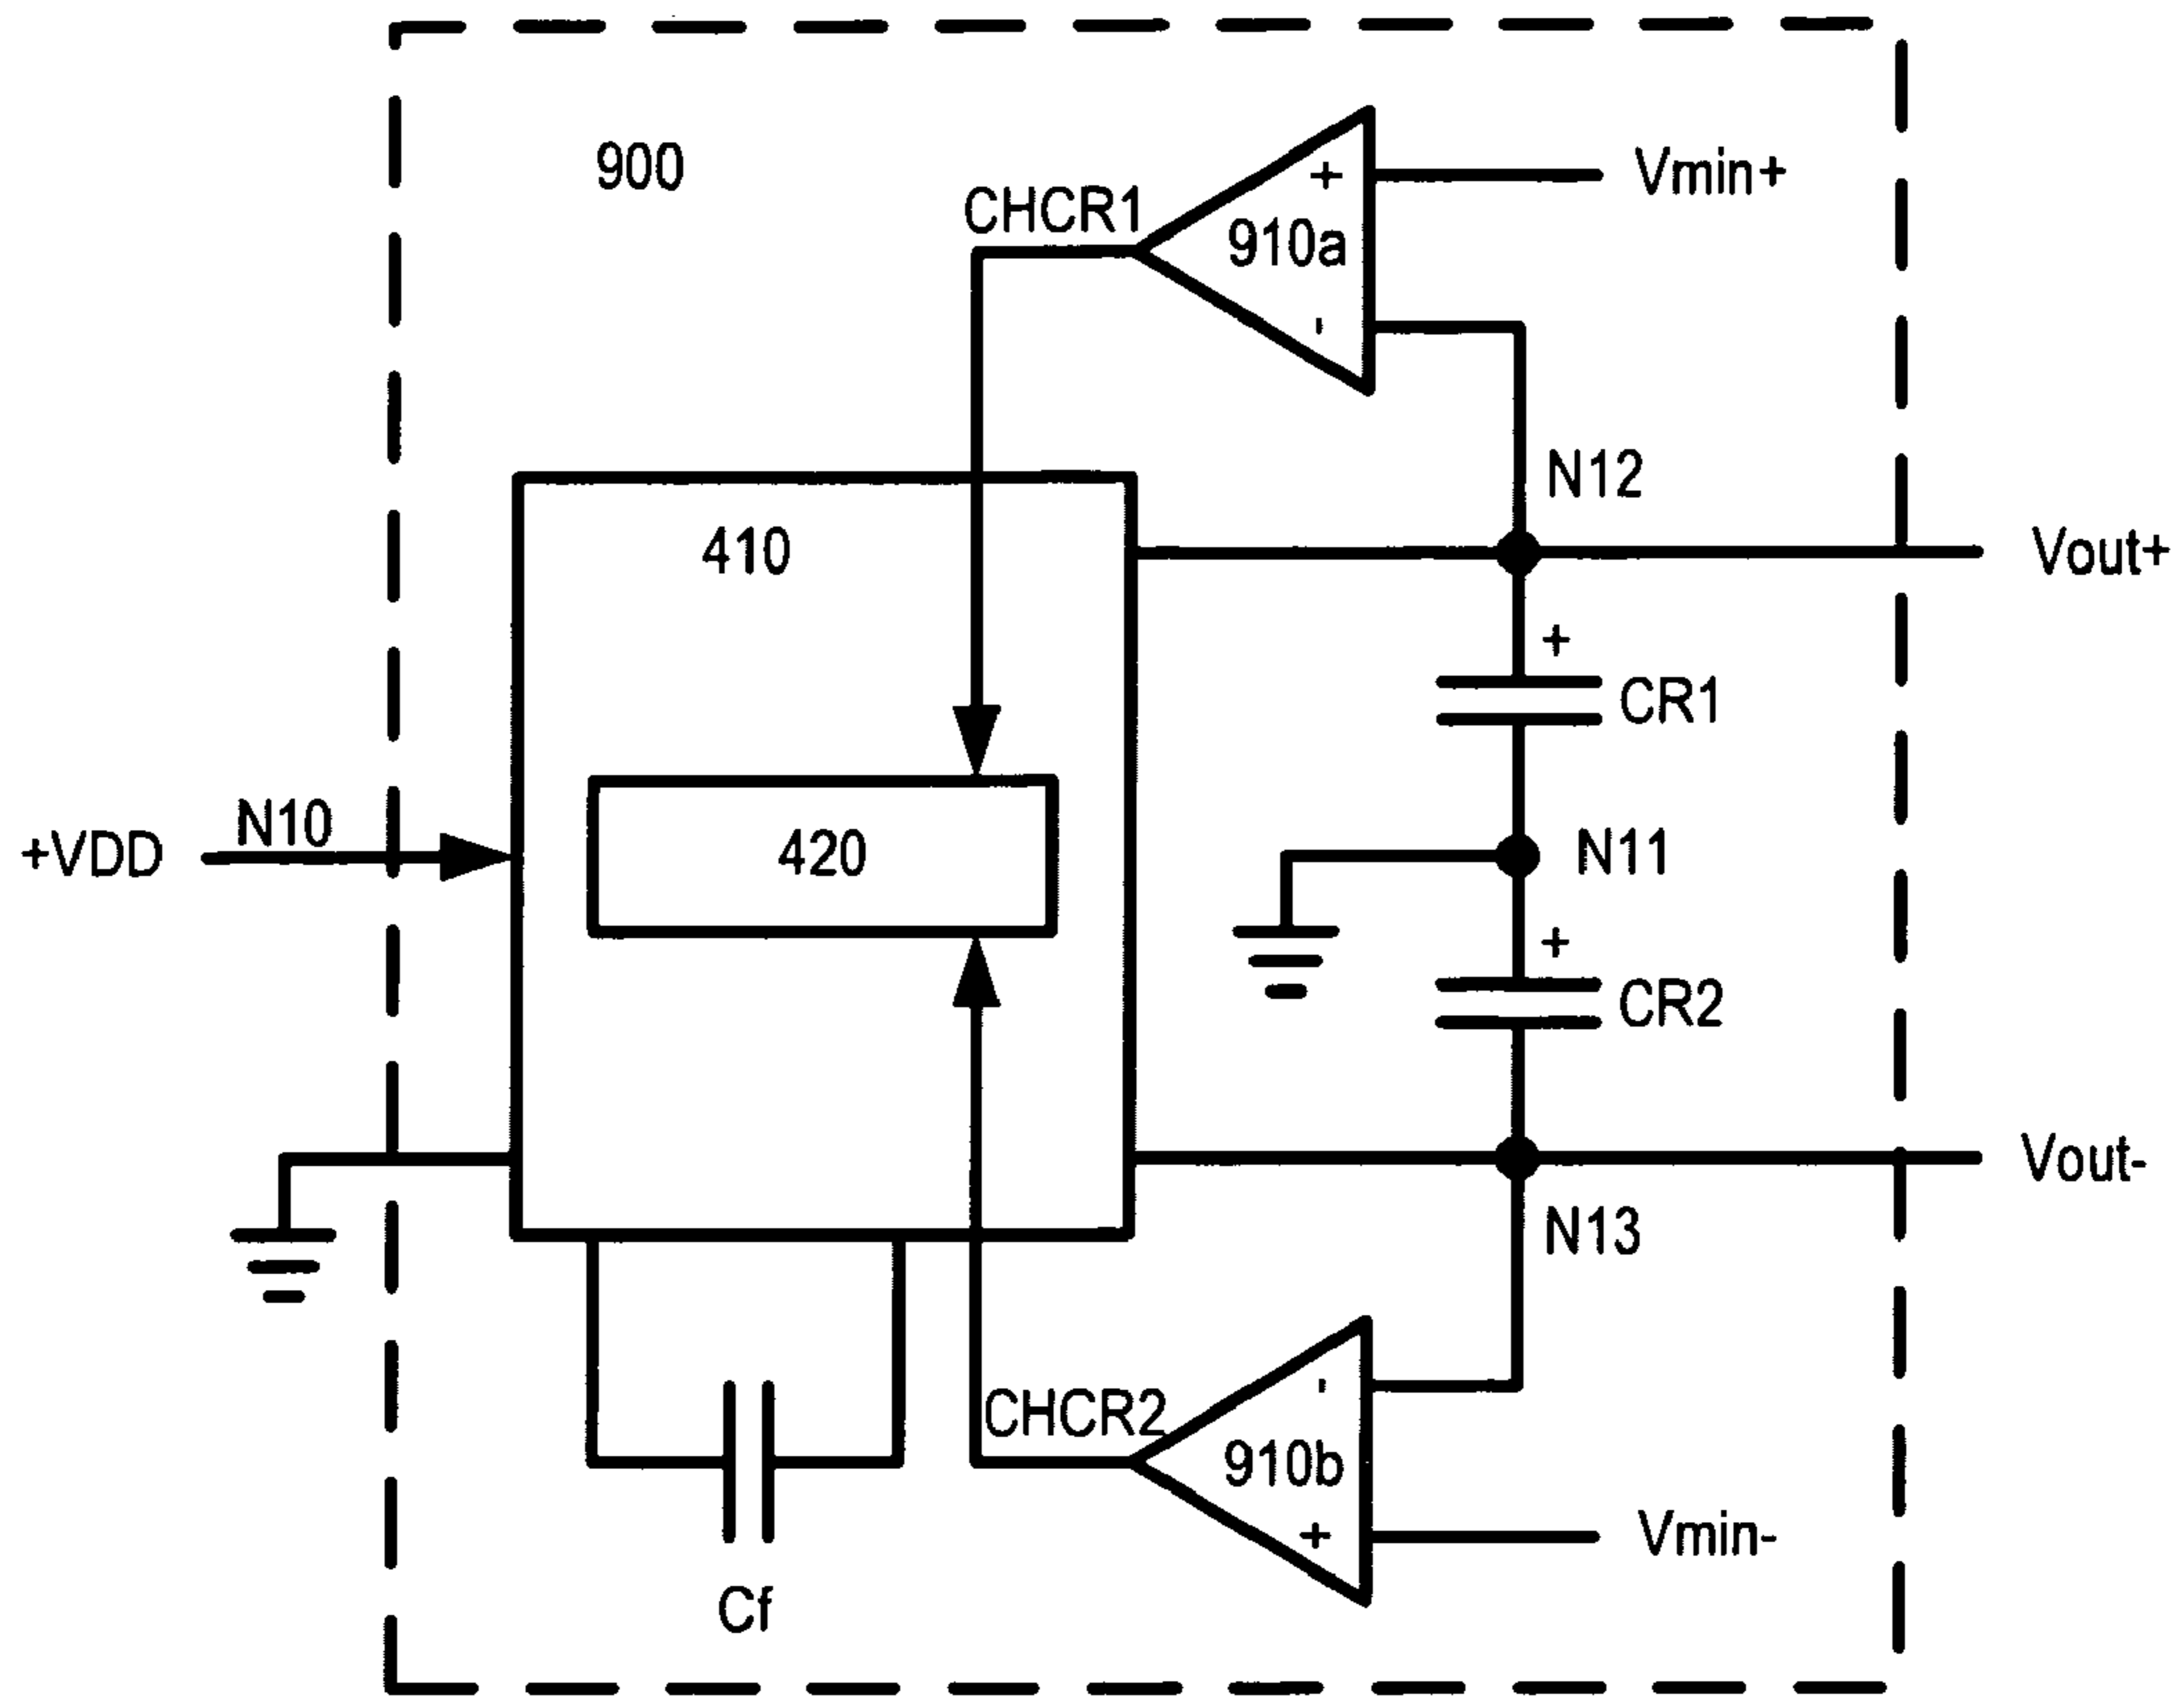 900
CHCR1
+
910a
-
Vmin+
N12
410
Vout+
+
CR1
N10
+VDD
420
N11
+
CR2
Vout-
N13
CHCR2
-
910b
+
Vmin-
Cf